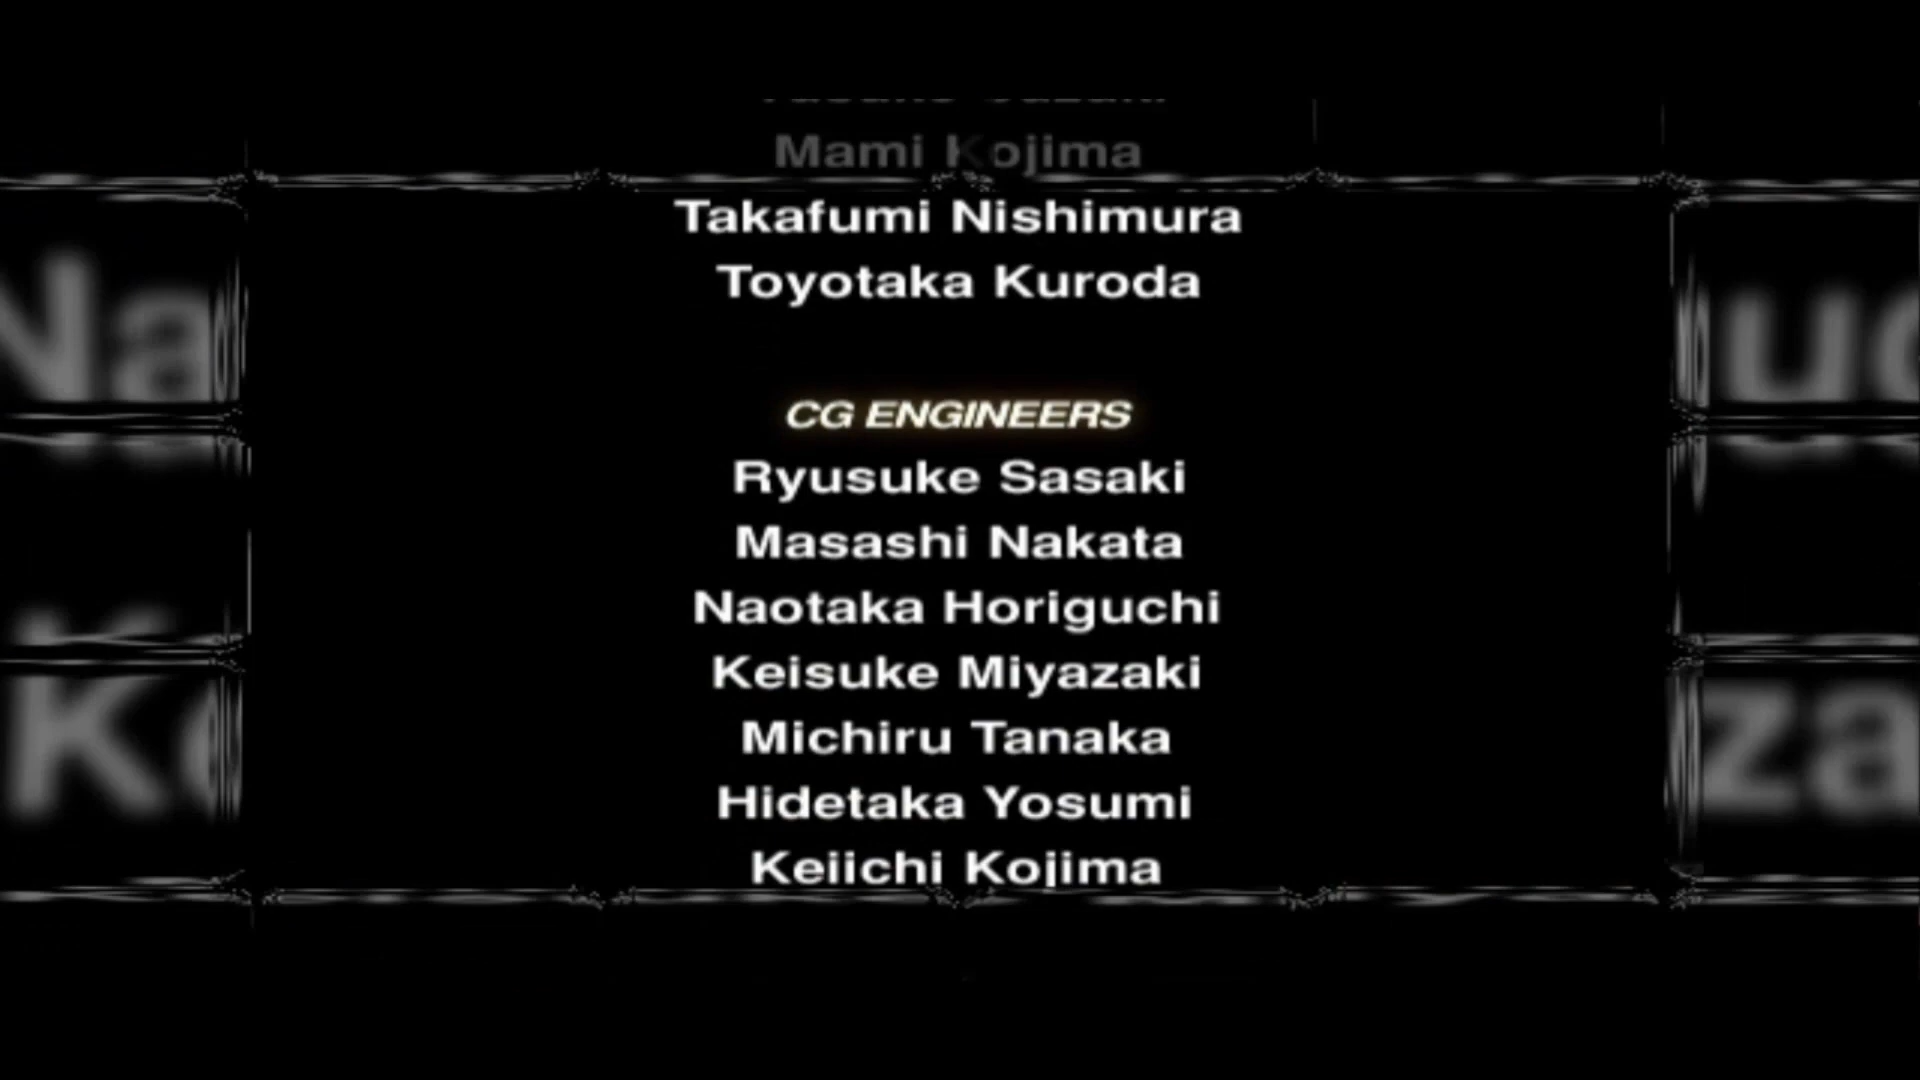 Mami Kojima
Takafumi Nishimura
Toyotaka Kuroda
CG ENGINEERS
Ryusuke Sasaki
Masashi Nakata
Naotaka Horiguchi
Keisuke Miyazaki
Michiru Tanaka
Hidetaka Yosumi
Keiichi Kojima